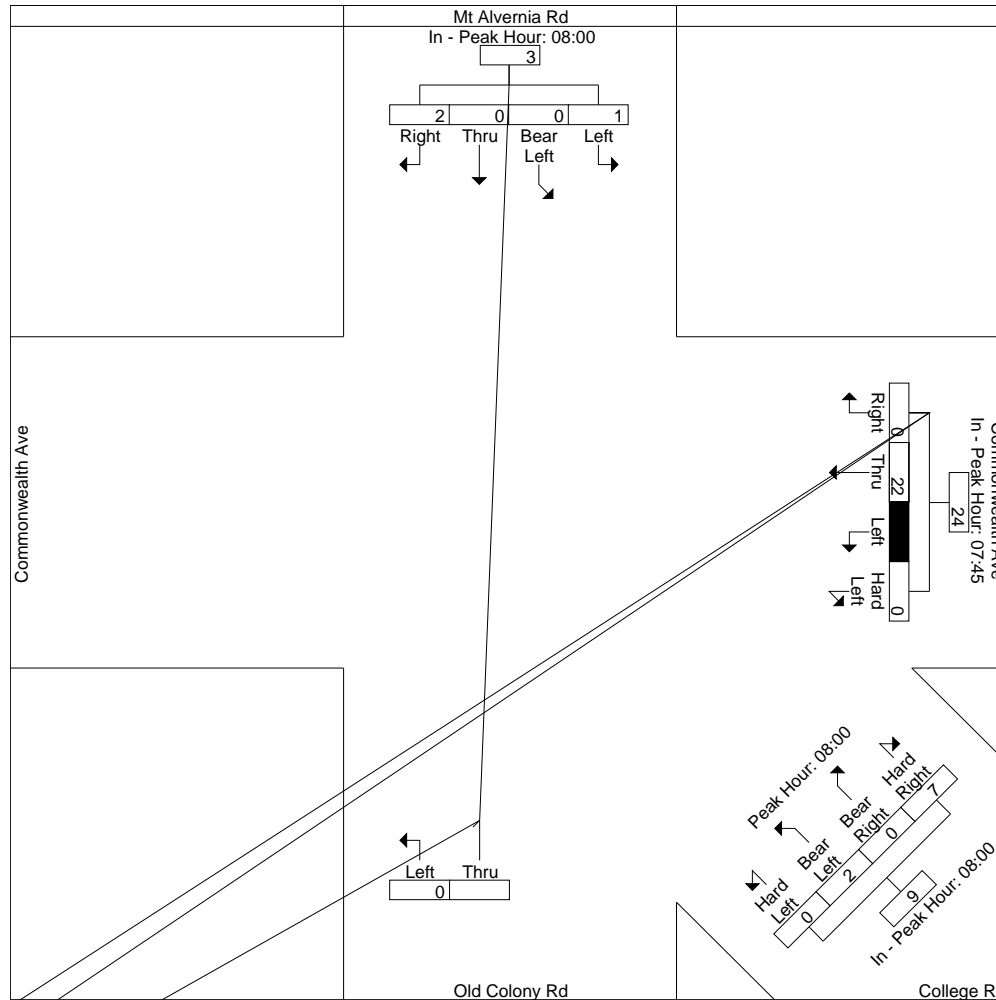 Mt Alvernia Rd
In - Peak Hour: 08:00
3
2 0 0 1
Right Thru Bear Left Left
Commonwealth Ave
Right Thru Left Hard Left
0 22 0
Commonwealth Ave
In - Peak Hour: 07:45
24
Peak Hour: 08:00
Hard Left Bear Left Bear Right Hard Right
0 2 0 7
9
In - Peak Hour: 08:00
Left Thru
0
Old Colony Rd
College R